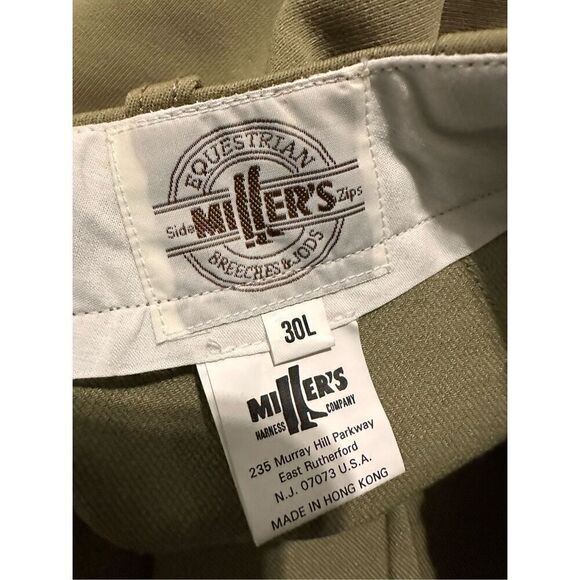 EQUESTRIAN
Side MILLER'S Zips
BREECHES & JODS
30L
MILLER'S
HARNESS COMPANY
235 Murray Hill Parkway
East Rutherford
N.J. 07073 U.S.A.
MADE IN HONG KONG